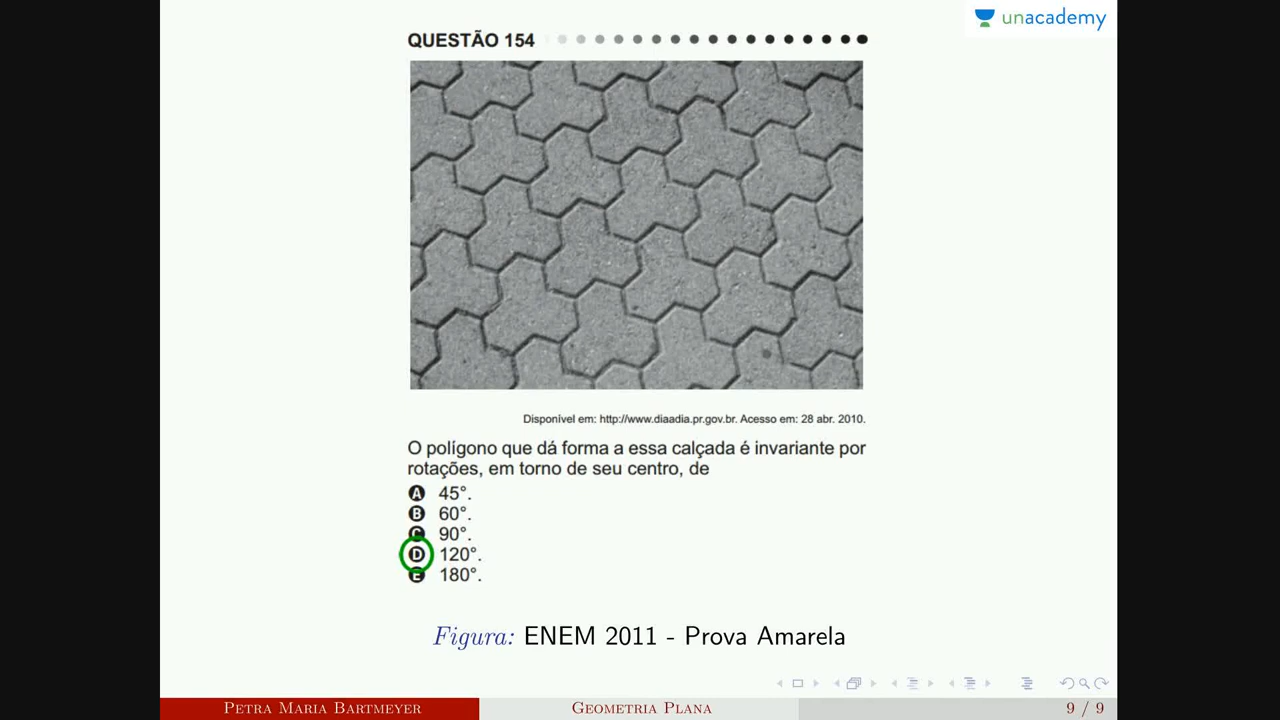 unacademy
QUESTÃO 154
Disponível em: http://www.diaadia.pr.gov.br. Acesso em: 28 abr. 2010.
O polígono que dá forma a essa calçada é invariante por
rotações, em torno de seu centro, de
A 45°.
B 60°.
C 90°.
D 120°.
E 180°.
Figura: ENEM 2011 - Prova Amarela
Petra Maria Bartmeyer
Geometria Plana
9 / 9